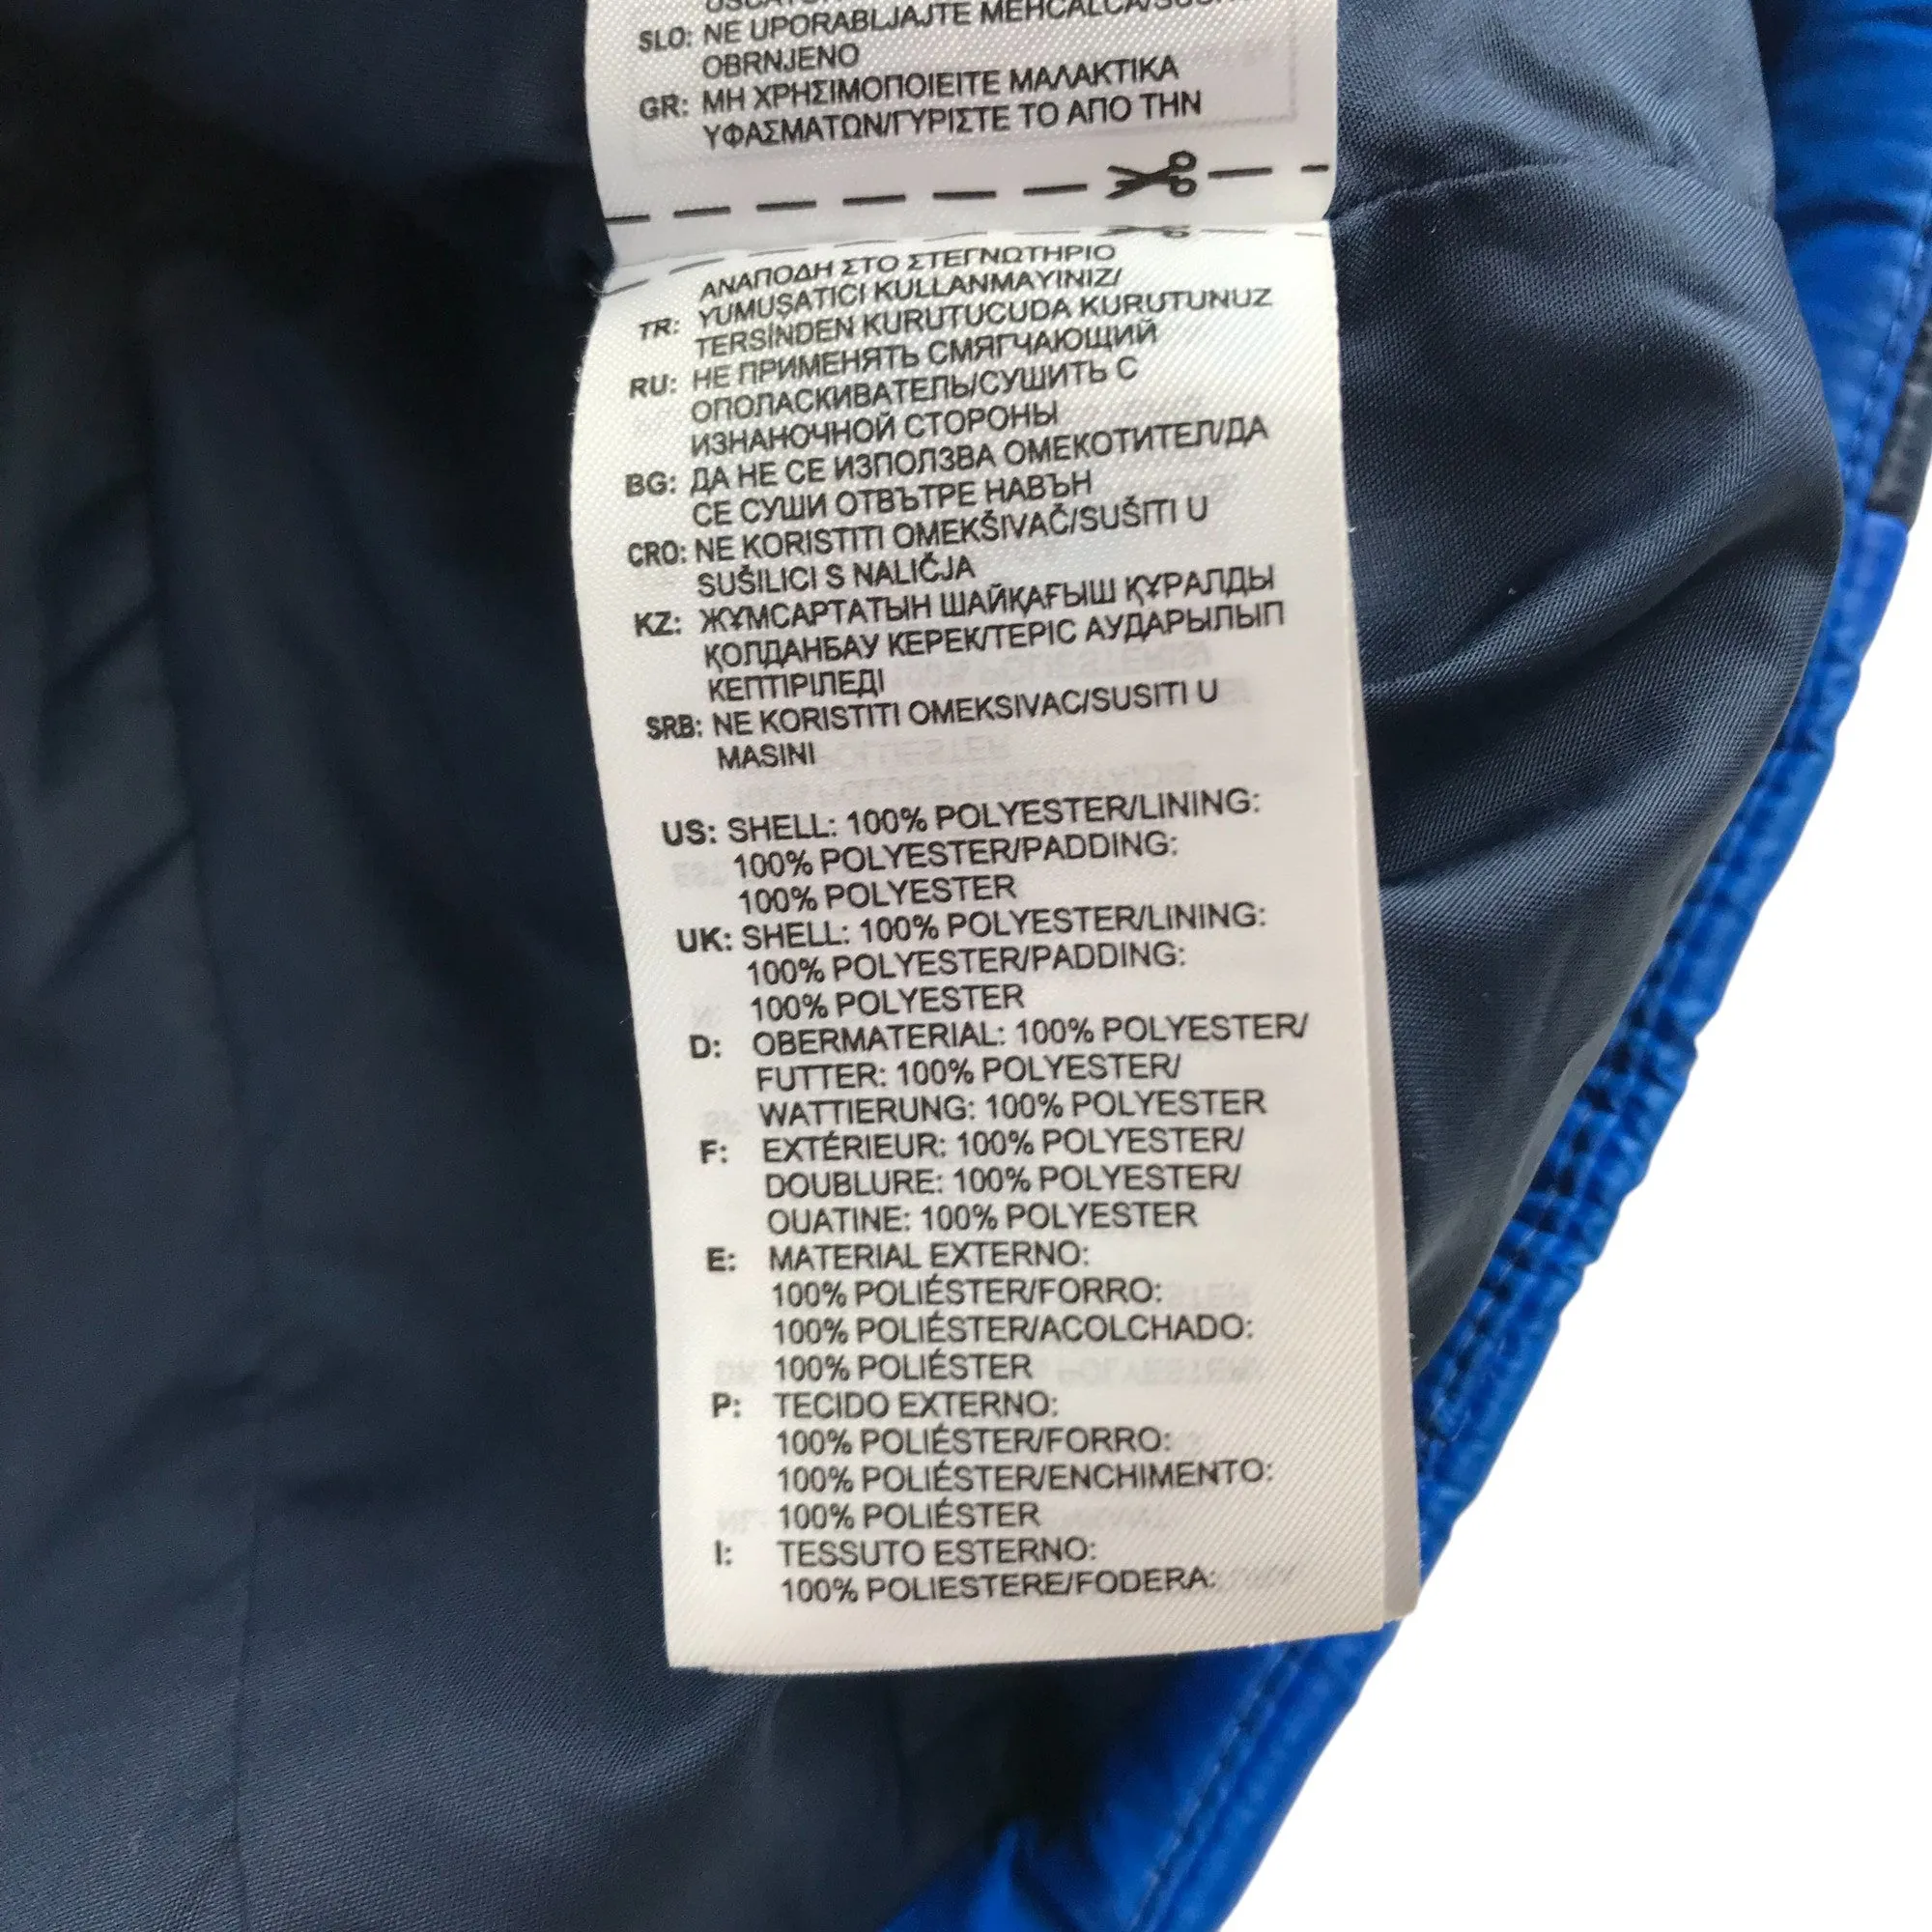 SLO: NE UPORABLJAJTE
OBRNJENO
GR: ΜΗ ΧΡΗΣΙΜΟΠΟΙΕΙΤΕ ΜΑΛΑΚΤΙΚΑ
ΥΦΑΣΜΑΤΩΝ/ΓΥΡΙΣΤΕ ΤΟ ΑΠΟ ΤΗΝ
ΑΝΑΠΟΔΗ ΣΤΟ ΣΤΕΓΝΩΤΗΡΙΟ
TR: YUMUŞATICI KULLANMAYINIZ/
TERSİNDEN KURUTUCUDA KURUTUNUZ
RU: НЕ ПРИМЕНЯТЬ СМЯГЧАЮЩИЙ
ОПОЛАСКИВАТЕЛЬ/СУШИТЬ С
ИЗНАНОЧНОЙ СТОРОНЫ
BG: ДА НЕ СЕ ИЗПОЛЗВА ОМЕКОТИТЕЛ/ДА
СЕ СУШИ ОТВЪТРЕ НАВЪН
CRO: NE KORISTITI OMEKŠIVAČ/SUŠITI U
SUŠILICI S NALIČJA
KZ: ЖҰМСАРТАТЫН ШАЙҚАҒЫШ ҚҰРАЛДЫ
ҚОЛДАНБАУ КЕРЕК/ТЕРІС АУДАРЫЛЫП
КЕПТІРІЛЕДІ
SRB: NE KORISTITI OMEKSIVAC/SUSITI U
MASINI
US: SHELL: 100% POLYESTER/LINING:
100% POLYESTER/PADDING:
100% POLYESTER
UK: SHELL: 100% POLYESTER/LINING:
100% POLYESTER/PADDING:
100% POLYESTER
D: OBERMATERIAL: 100% POLYESTER/
FUTTER: 100% POLYESTER/
WATTIERUNG: 100% POLYESTER
F: EXTÉRIEUR: 100% POLYESTER/
DOUBLURE: 100% POLYESTER/
OUATINE: 100% POLYESTER
E: MATERIAL EXTERNO:
100% POLIÉSTER/FORRO:
100% POLIÉSTER/ACOLCHADO:
100% POLIÉSTER
P: TECIDO EXTERNO:
100% POLIÉSTER/FORRO:
100% POLIÉSTER/ENCHIMENTO:
100% POLIÉSTER
I: TESSUTO ESTERNO:
100% POLIESTERE/FODERA: